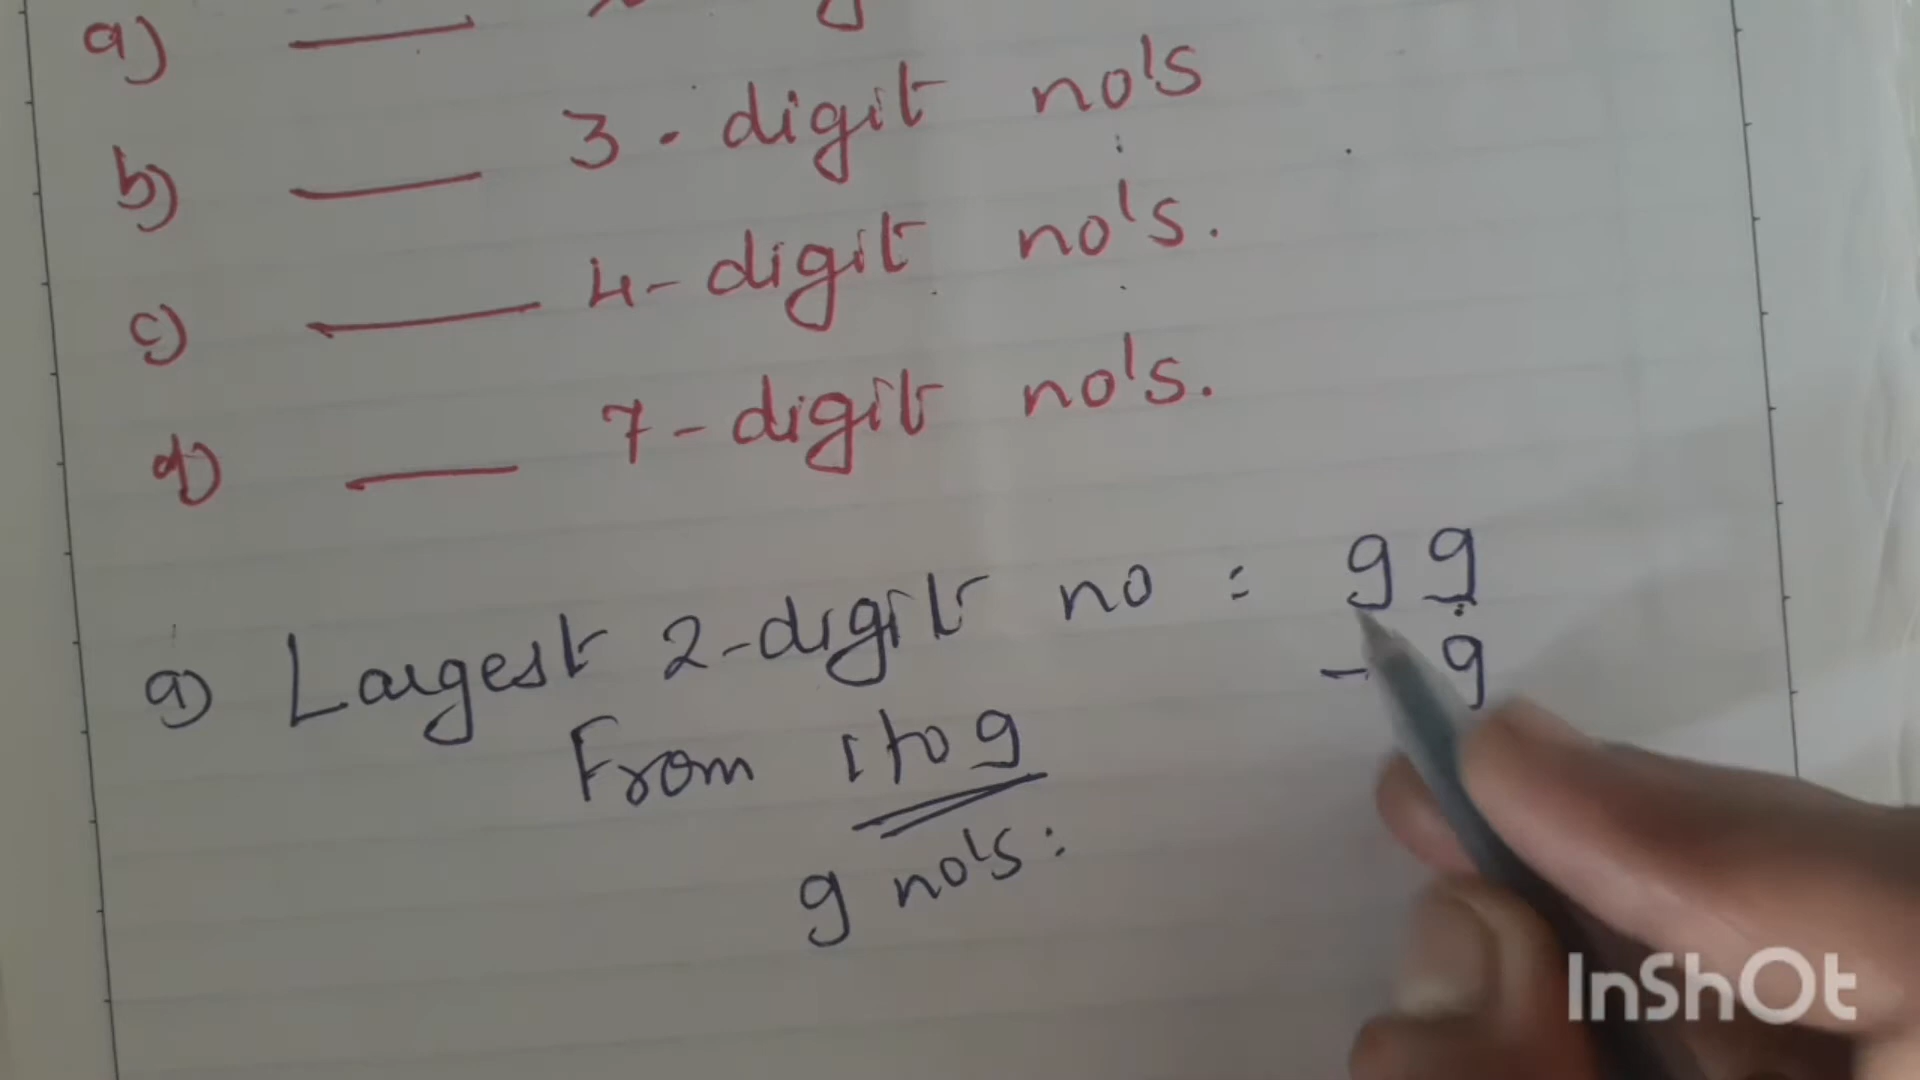 a) ____
b) ____ 3-digit no's
c) ____ 4-digit no's.
d) ____ 7-digit no's.
a) Largest 2-digit no = 99
- 9
From 1 to 9
9 no's:
InShOt